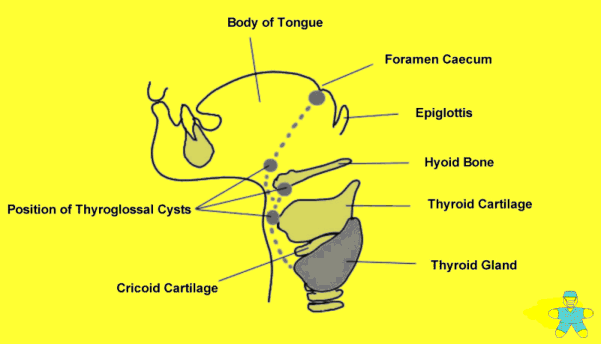 Body of Tongue
Foramen Caecum
Epiglottis
Hyoid Bone
Thyroid Cartilage
Position of Thyroglossal Cysts
Thyroid Gland
Cricoid Cartilage